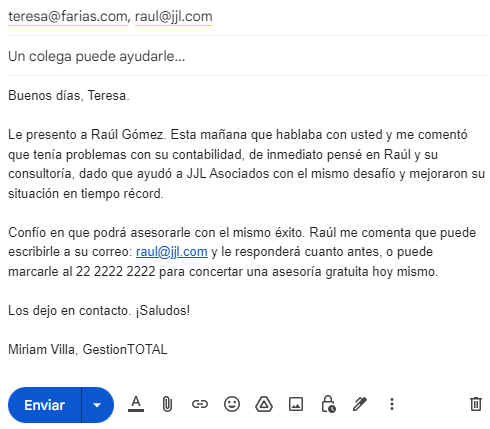 teresa@farias.com, raul@jjl.com
Un colega puede ayudarle...
Buenos días, Teresa.
Le presento a Raúl Gómez. Esta mañana que hablaba con usted y me comentó
que tenía problemas con su contabilidad, de inmediato pensé en Raúl y su
consultoría, dado que ayudó a JJL Asociados con el mismo desafío y mejoraron su
situación en tiempo récord.
Confío en que podrá asesorarle con el mismo éxito. Raúl me comenta que puede
escribirle a su correo: raul@jjl.com y le responderá cuanto antes, o puede
marcarle al 22 2222 2222 para concertar una asesoría gratuita hoy mismo.
Los dejo en contacto. ¡Saludos!
Miriam Villa, GestionTOTAL
Enviar